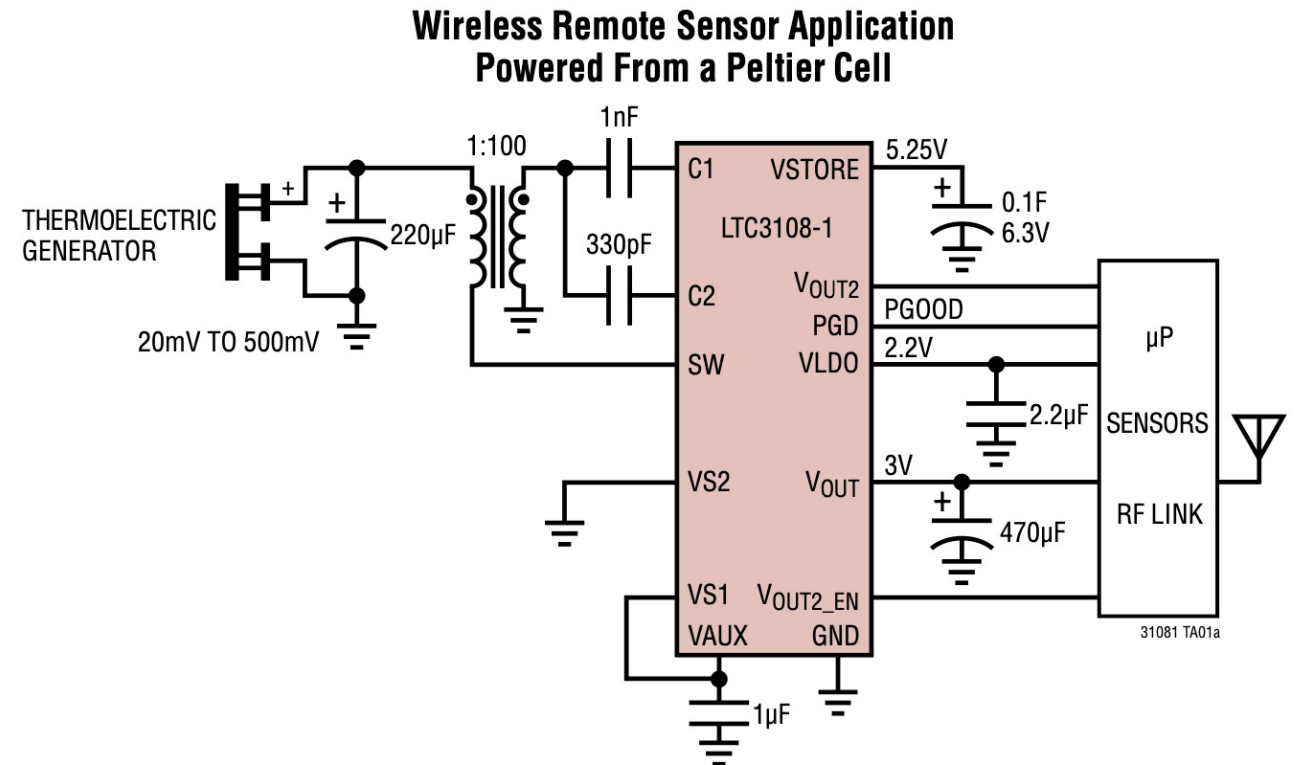 Wireless Remote Sensor Application
Powered From a Peltier Cell
THERMOELECTRIC
GENERATOR
20mV TO 500mV
+
+
220µF
1:100
1nF
330pF
C1
C2
SW
VS2
VS1
VAUX
1µF
LTC3108-1
VSTORE
VOUT2
PGD
VLDO
VOUT
VOUT2_EN
GND
5.25V
+
0.1F
6.3V
PGOOD
2.2V
2.2µF
3V
+
470µF
µP
SENSORS
RF LINK
31081 TA01a